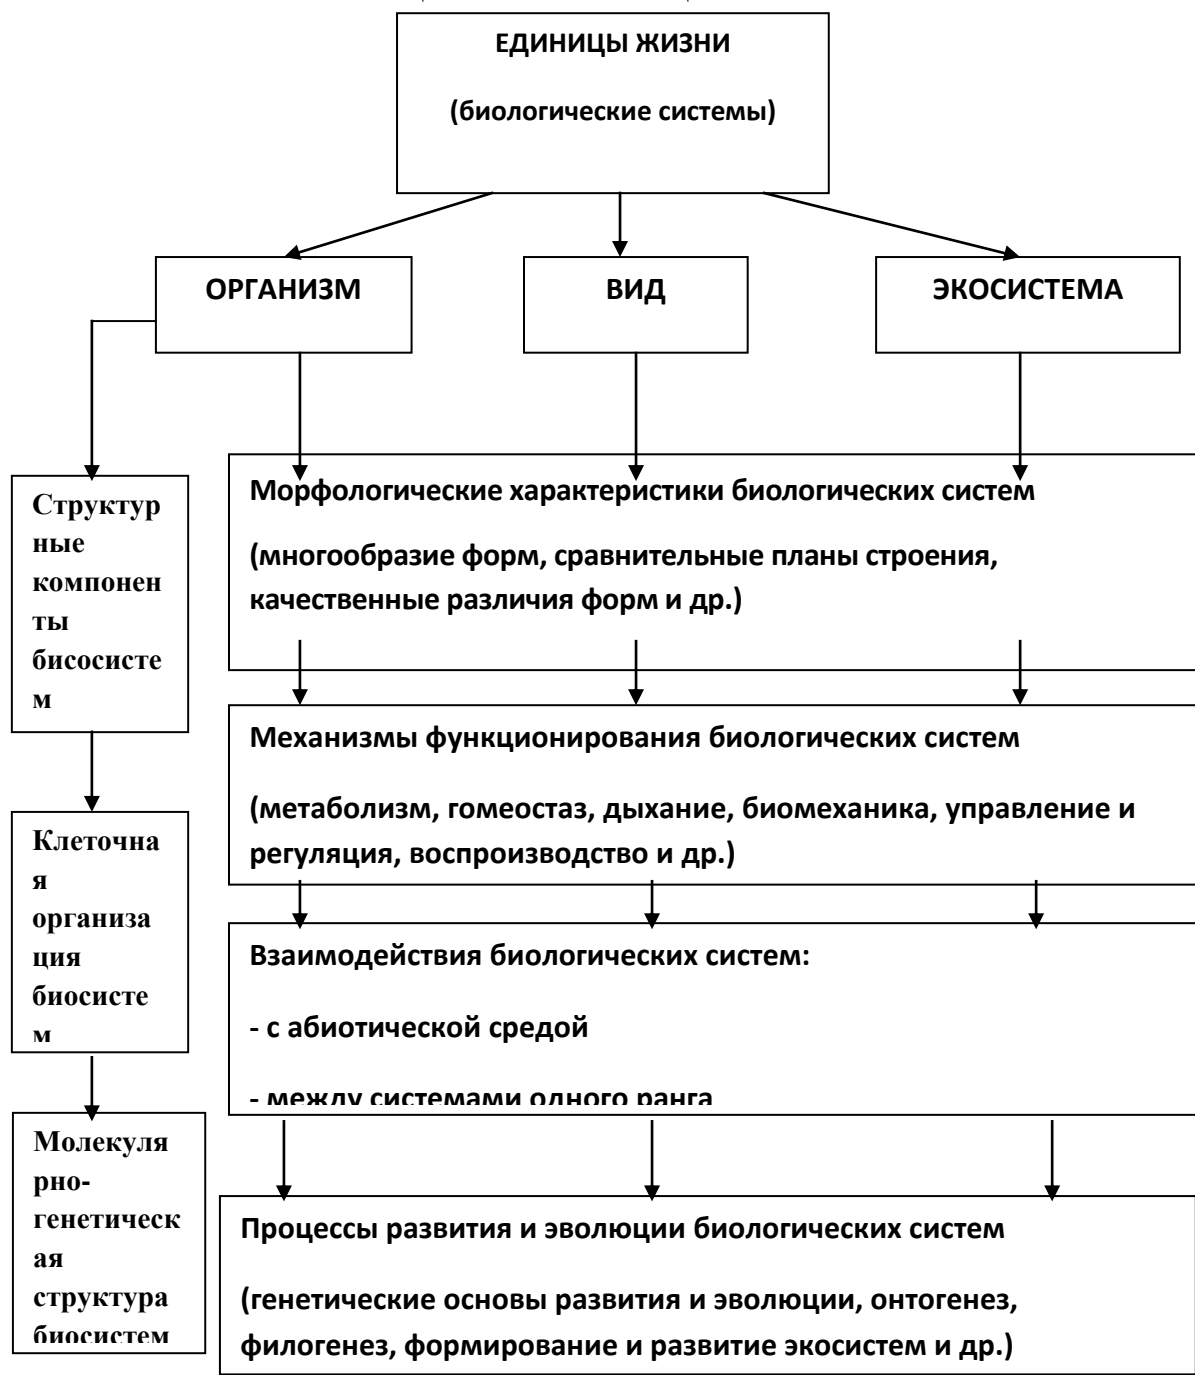 ЕДИНИЦЫ ЖИЗНИ
(биологические системы)
ОРГАНИЗМ
ВИД
ЭКОСИСТЕМА
Структур
ные
компонен
ты
бисосисте
м
Морфологические характеристики биологических систем
(многообразие форм, сравнительные планы строения,
качественные различия форм и др.)
Механизмы функционирования биологических систем
(метаболизм, гомеостаз, дыхание, биомеханика, управление и
регуляция, воспроизводство и др.)
Клеточна
я
организа
ция
биосисте
м
Взаимодействия биологических систем:
- с абиотической средой
- между системами одного ранга
Молекуля
рно-
генетическ
ая
структура
биосистем
Процессы развития и эволюции биологических систем
(генетические основы развития и эволюции, онтогенез,
филогенез, формирование и развитие экосистем и др.)